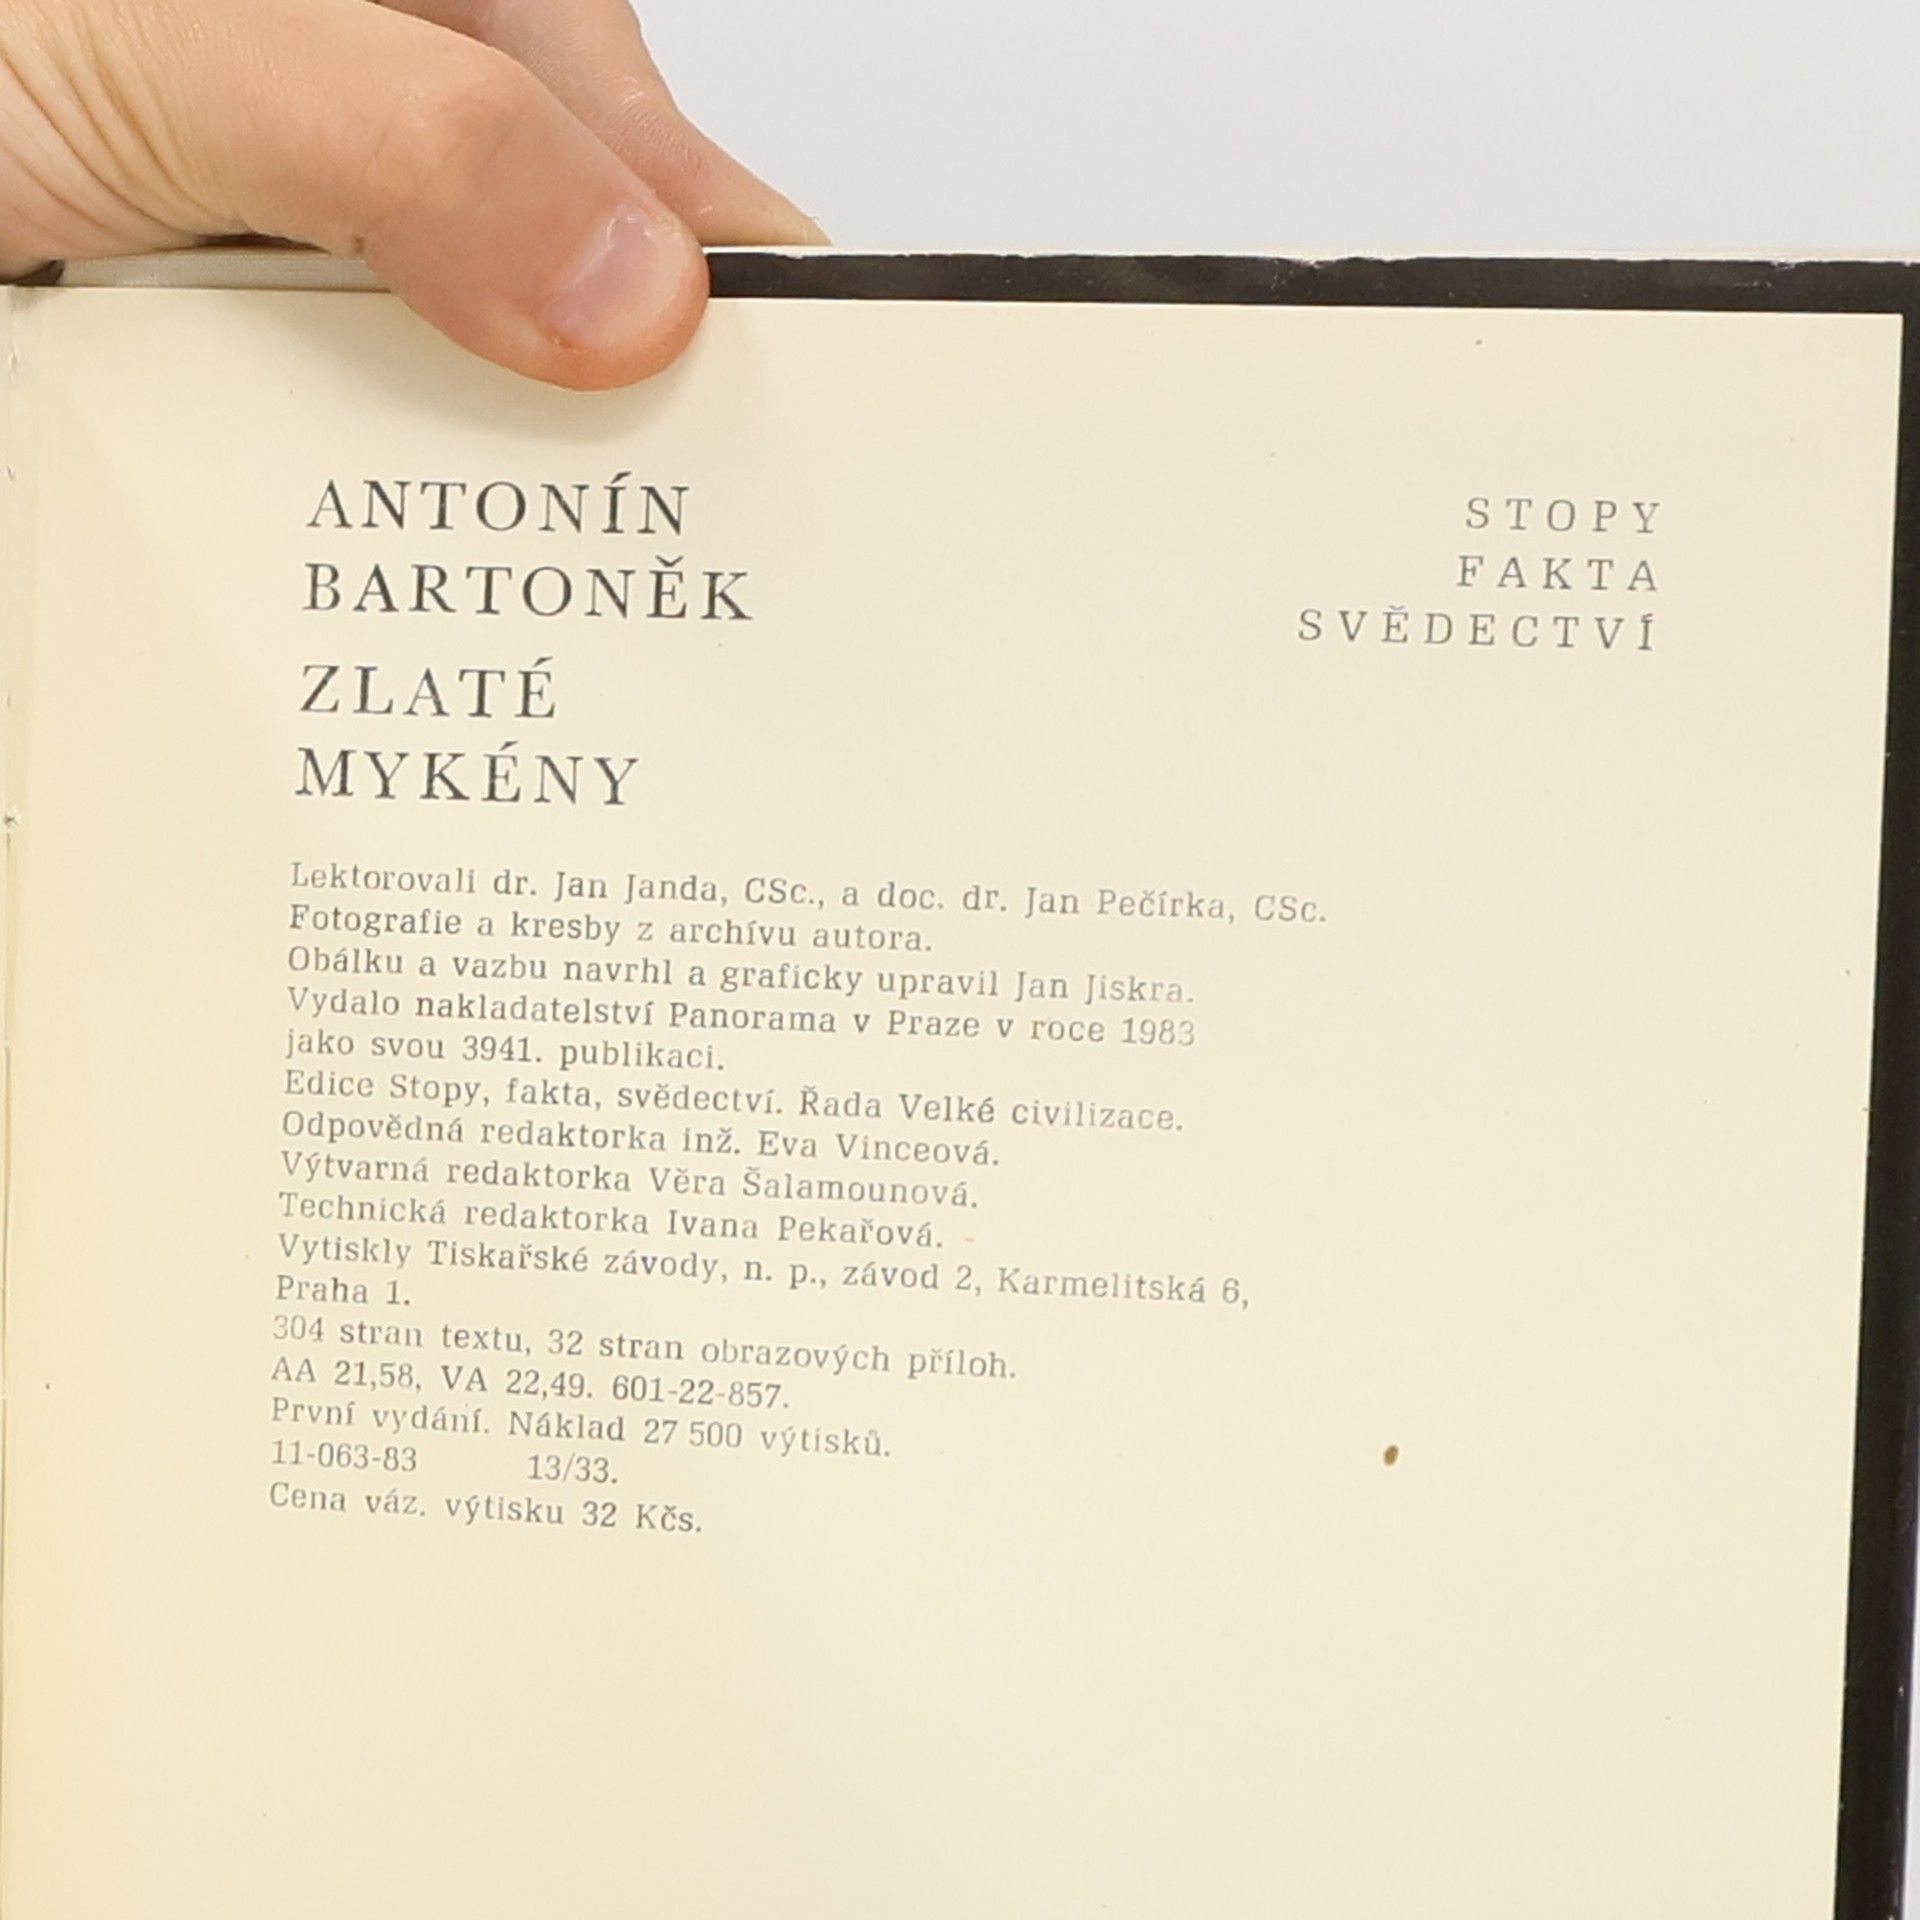 ANTONÍN
BARTONĚK
ZLATÉ
MYKÉNY
STOPY
FAKTA
SVĚDECTVÍ
Lektorovali dr. Jan Janda, CSc., a doc. dr. Jan Pečírka, CSc.
Fotografie a kresby z archívu autora.
Obálku a vazbu navrhl a graficky upravil Jan Jiskra.
Vydalo nakladatelství Panorama v Praze v roce 1983
jako svou 3941. publikaci.
Edice Stopy, fakta, svědectví. Řada Velké civilizace.
Odpovědná redaktorka inž. Eva Vinceová.
Výtvarná redaktorka Věra Šalamounová.
Technická redaktorka Ivana Pekařová.
Vytiskly Tiskařské závody, n. p., závod 2, Karmelitská 6,
Praha 1.
304 stran textu, 32 stran obrazových příloh.
AA 21,58, VA 22,49. 601-22-857.
První vydání. Náklad 27 500 výtisků.
11-063-83 13/33.
Cena váz. výtisku 32 Kčs.